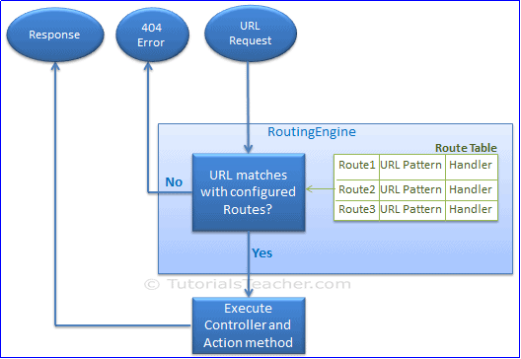 Response
404
Error
URL
Request
RoutingEngine
Route Table
URL matches
with configured
Routes?
No
Route1 URL Pattern Handler
Route2 URL Pattern Handler
Route3 URL Pattern Handler
Yes
© TutorialsTeacher.com
Execute
Controller and
Action method